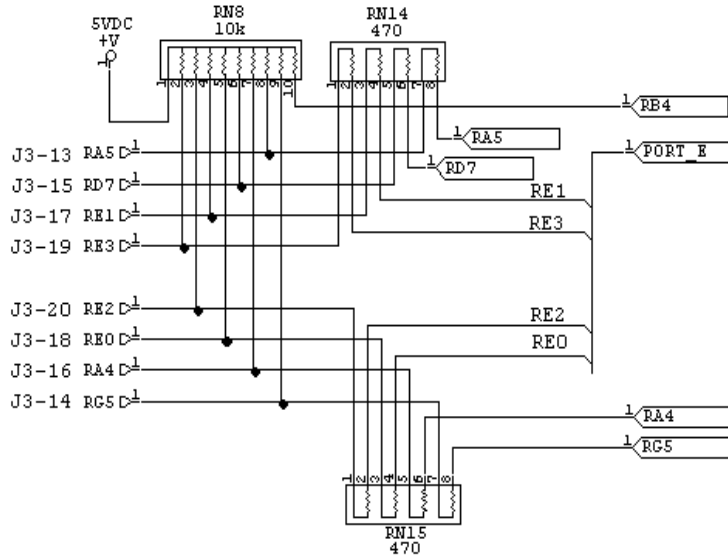 5VDC
+V
1
RN8
10k
1 2 3 4 5 6 7 8 9 10
RN14
470
1 2 3 4 5 6 7 8
1 RB4
RA5
1 PORT_E
RD7
J3-13 RA5 1
J3-15 RD7 1
J3-17 RE1 1
J3-19 RE3 1
RE1
RE3
J3-20 RE2 1
J3-18 RE0 1
J3-16 RA4 1
J3-14 RG5 1
RE2
RE0
1 RA4
1 RG5
1 2 3 4 5 6 7 8
RN15
470